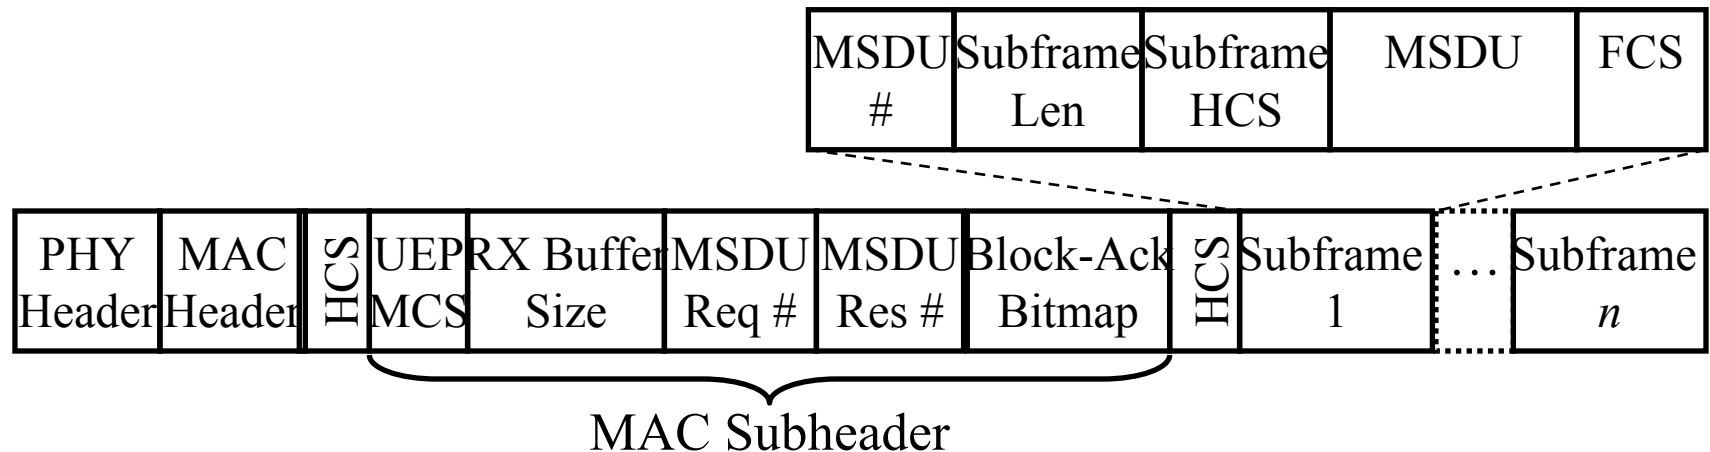 MSDU #
Subframe Len
Subframe HCS
MSDU
FCS
PHY Header
MAC Header
HCS
UEP MCS
RX Buffer Size
MSDU Req #
MSDU Res #
Block-Ack Bitmap
HCS
Subframe 1
...
Subframe n
MAC Subheader